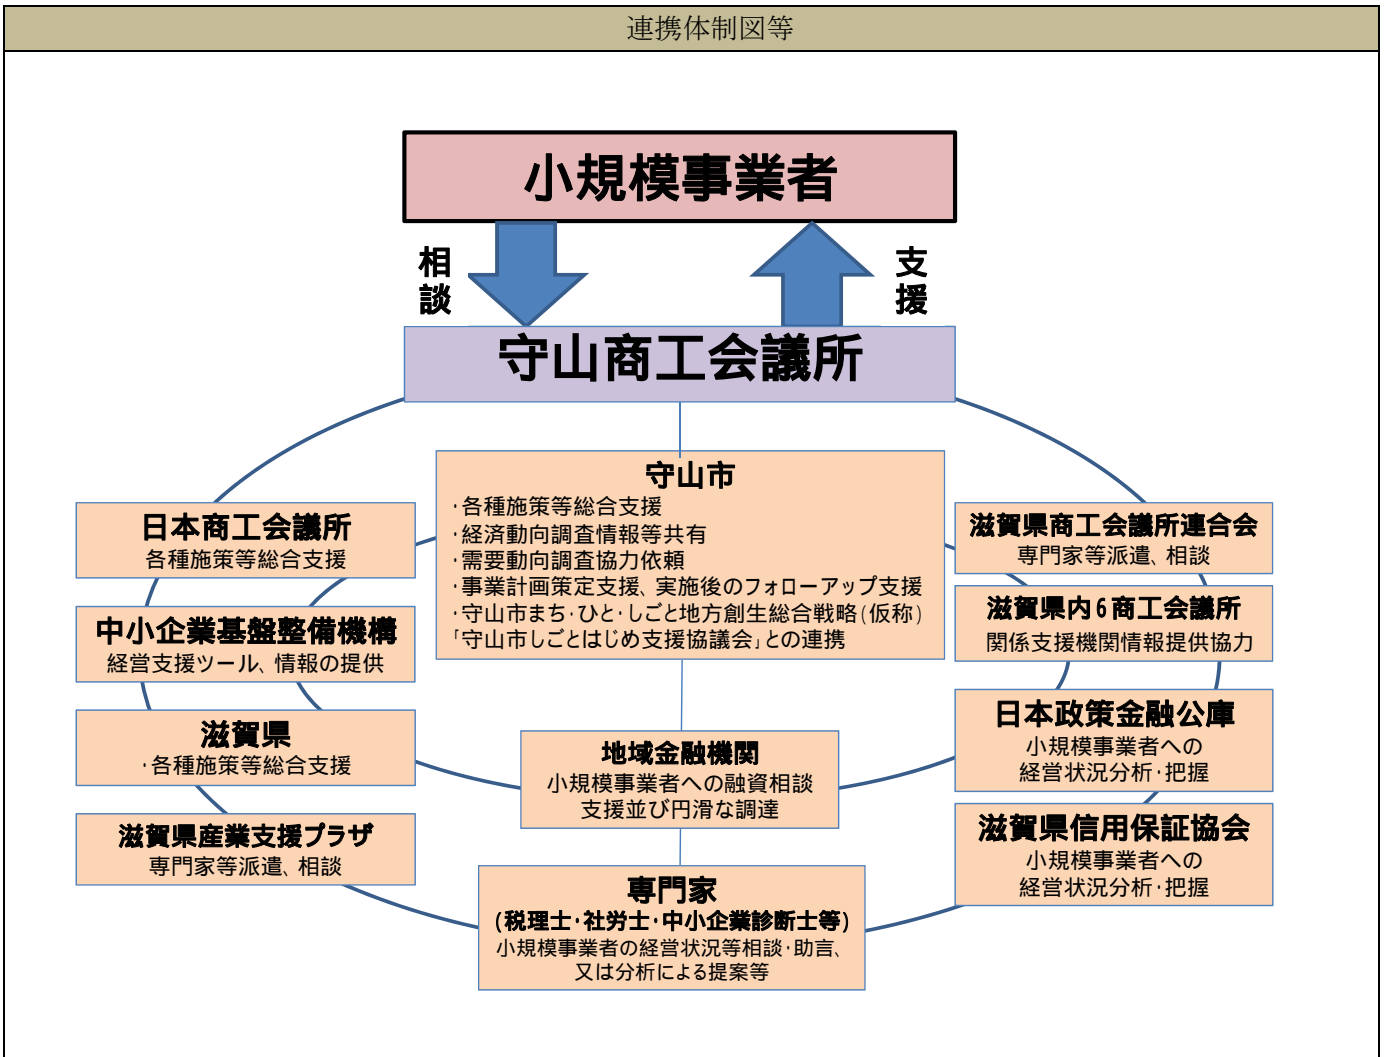 連携体制図等
小規模事業者
相談
支援
守山商工会議所
守山市
・各種施策等総合支援
・経済動向調査情報等共有
・需要動向調査協力依頼
・事業計画策定支援、実施後のフォローアップ支援
・守山市まち・ひと・しごと地方創生総合戦略(仮称)
「守山市しごとはじめ支援協議会」との連携
日本商工会議所
各種施策等総合支援
中小企業基盤整備機構
経営支援ツール、情報の提供
滋賀県
・各種施策等総合支援
滋賀県産業支援プラザ
専門家等派遣、相談
地域金融機関
小規模事業者への融資相談
支援並び円滑な調達
専門家
(税理士・社労士・中小企業診断士等)
小規模事業者の経営状況等相談・助言、
又は分析による提案等
滋賀県商工会議所連合会
専門家等派遣、相談
滋賀県内6商工会議所
関係支援機関情報提供協力
日本政策金融公庫
小規模事業者への
経営状況分析・把握
滋賀県信用保証協会
小規模事業者への
経営状況分析・把握